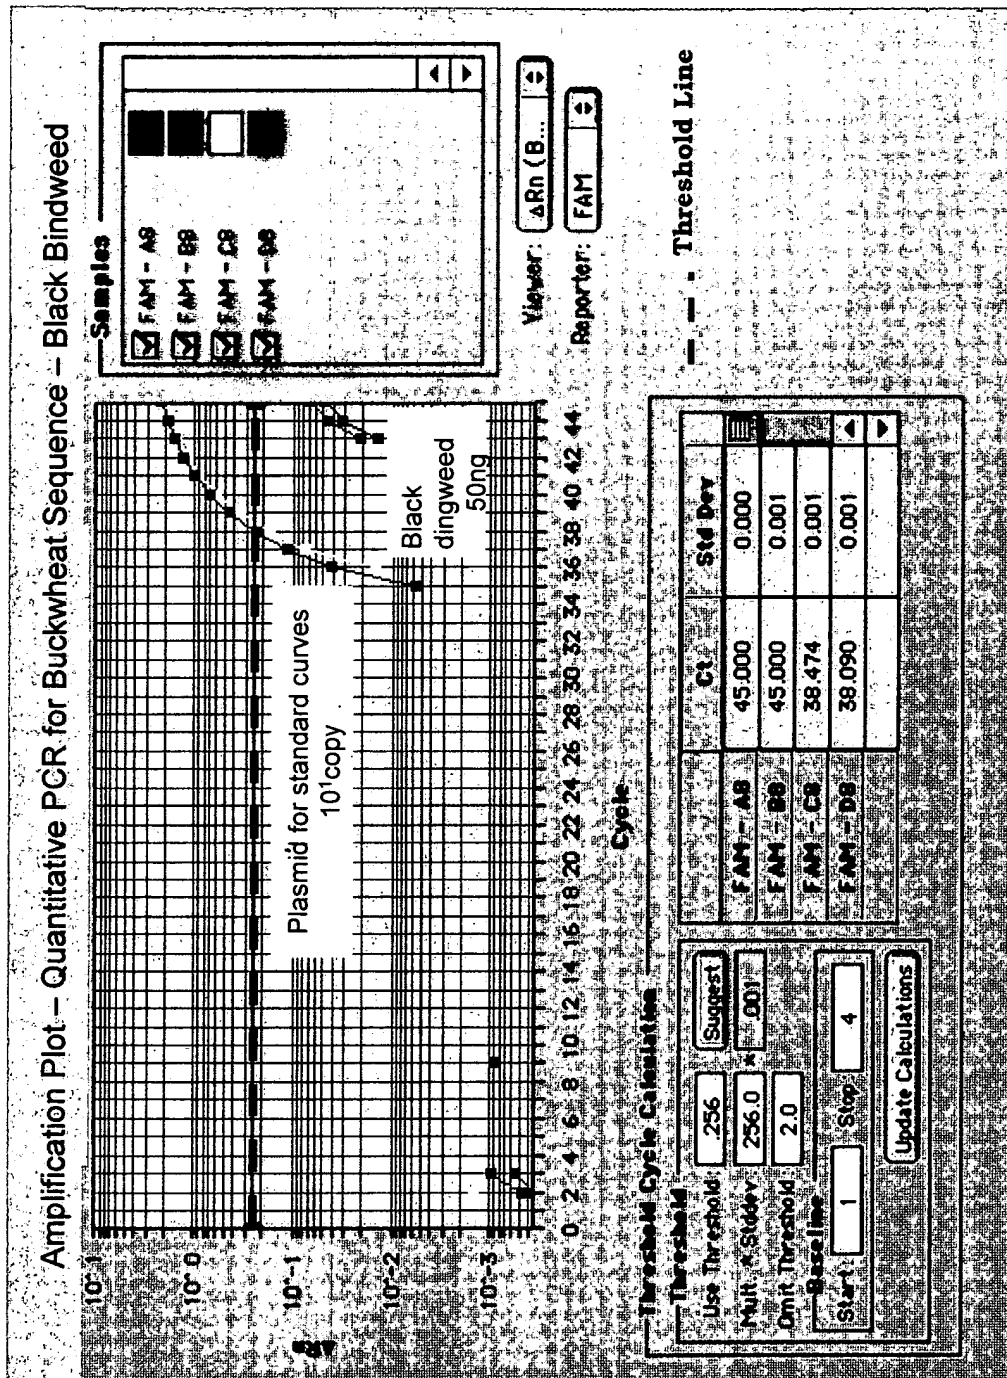 Amplification Plot – Quantitative PCR for Buckwheat Sequence – Black Bindweed
10^1
10^0
10^-1
10^-2
10^-3
ΔRn
Plasmid for standard curves
10¹copy
Black
dingweed
50ng
0 2 4 6 8 10 12 14 16 18 20 22 24 26 28 30 32 34 36 38 40 42 44
Cycle
Samples
FAM - A8
FAM - B8
FAM - C8
FAM - D8
Viewer: ΔRn (B...
Reporter: FAM
Threshold Cycle Calculation
Threshold
Use Threshold: .256 Suggest
Mult * Stddev: 256.0 * .001
Omit Threshold: 2.0
Baseline
Start: 1 Stop: 4
Update Calculations
Ct Std Dev
FAM - A8 45.000 0.000
FAM - B8 45.000 0.001
FAM - C8 38.474 0.001
FAM - D8 38.090 0.001
- - - Threshold Line